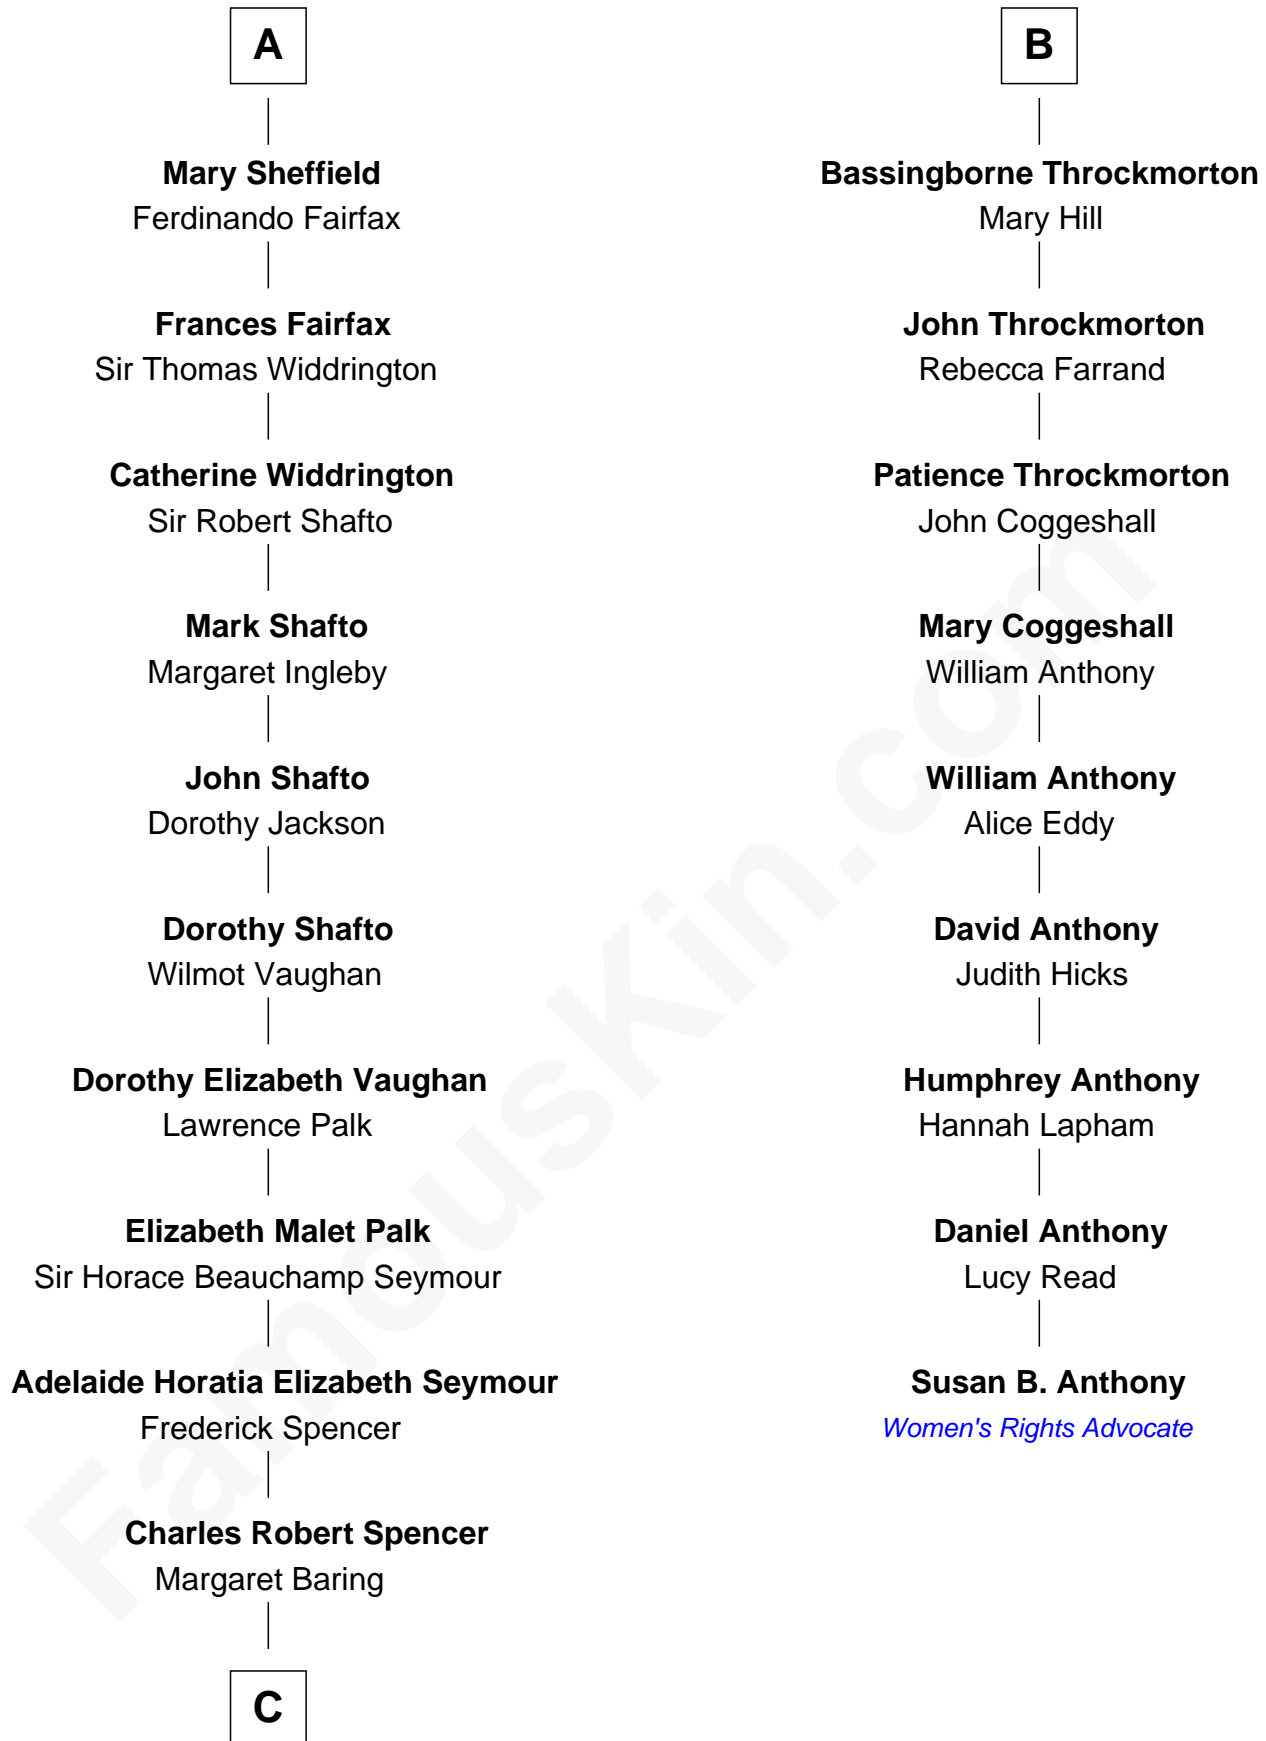 A
Mary Sheffield
Ferdinando Fairfax
Frances Fairfax
Sir Thomas Widdrington
Catherine Widdrington
Sir Robert Shafto
Mark Shafto
Margaret Ingleby
John Shafto
Dorothy Jackson
Dorothy Shafto
Wilmot Vaughan
Dorothy Elizabeth Vaughan
Lawrence Palk
Elizabeth Malet Palk
Sir Horace Beauchamp Seymour
Adelaide Horatia Elizabeth Seymour
Frederick Spencer
Charles Robert Spencer
Margaret Baring
C
B
Bassingborne Throckmorton
Mary Hill
John Throckmorton
Rebecca Farrand
Patience Throckmorton
John Coggeshall
Mary Coggeshall
William Anthony
William Anthony
Alice Eddy
David Anthony
Judith Hicks
Humphrey Anthony
Hannah Lapham
Daniel Anthony
Lucy Read
Susan B. Anthony
Women's Rights Advocate
FamousKin.com